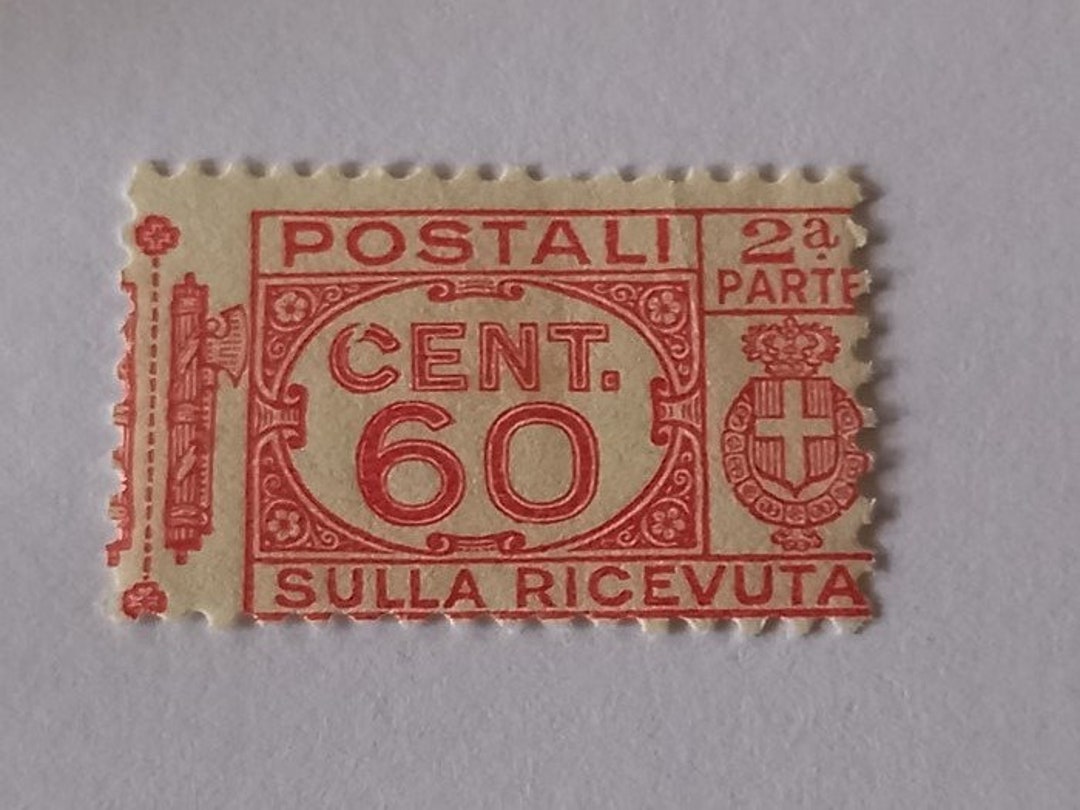 POSTALI
2ª
PARTE
CENT.
60
SULLA RICEVUTA